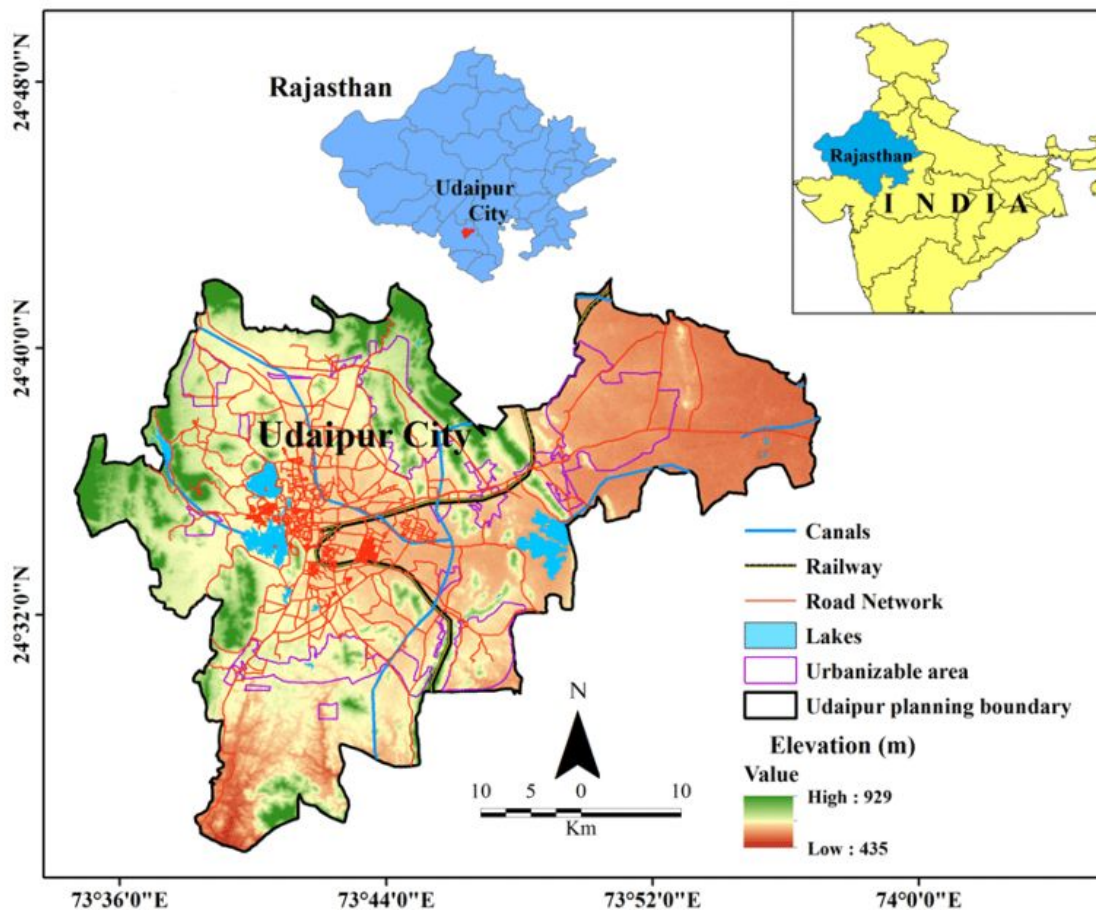 24°48'0"N
24°40'0"N
24°32'0"N
Rajasthan
Udaipur
City
Rajasthan
I N D I A
Udaipur City
Canals
Railway
Road Network
Lakes
Urbanizable area
Udaipur planning boundary
Elevation (m)
Value
High : 929
Low : 435
N
10 5 0 10
Km
73°36'0"E
73°44'0"E
73°52'0"E
74°0'0"E